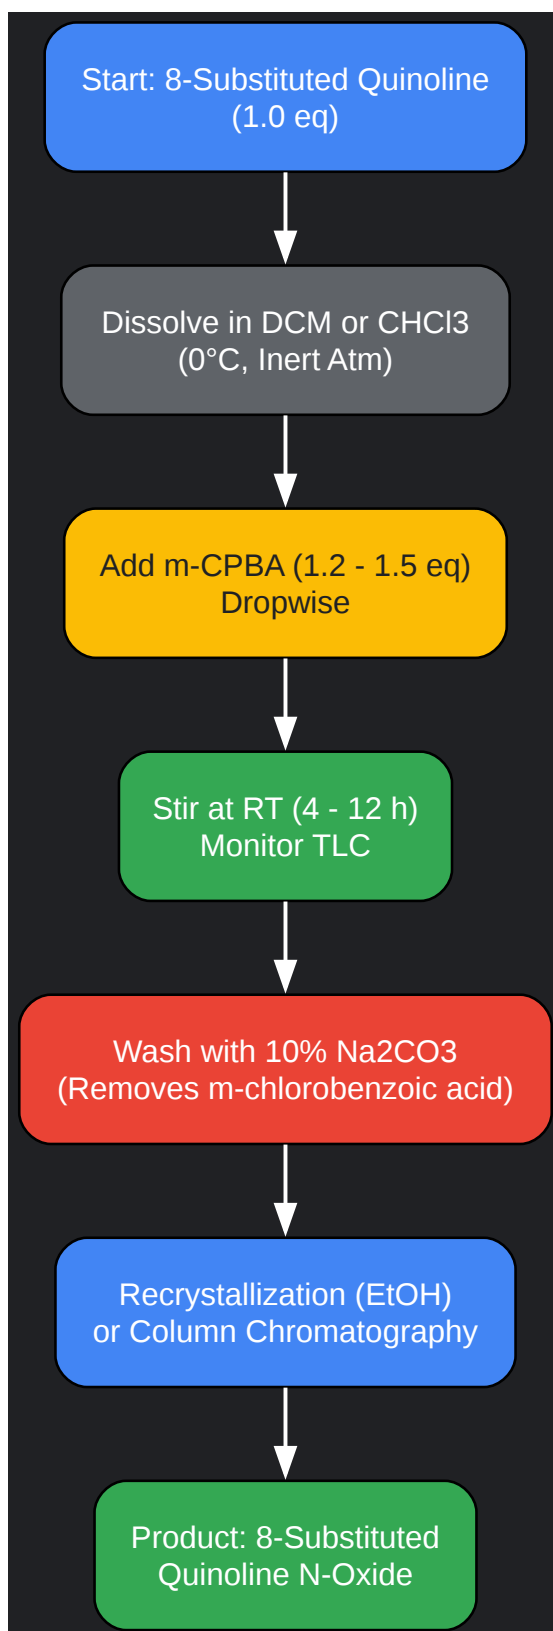 Start: 8-Substituted Quinoline
(1.0 eq)
Dissolve in DCM or CHCl3
(0°C, Inert Atm)
Add m-CPBA (1.2 - 1.5 eq)
Dropwise
Stir at RT (4 - 12 h)
Monitor TLC
Wash with 10% Na2CO3
(Removes m-chlorobenzoic acid)
Recrystallization (EtOH)
or Column Chromatography
Product: 8-Substituted
Quinoline N-Oxide